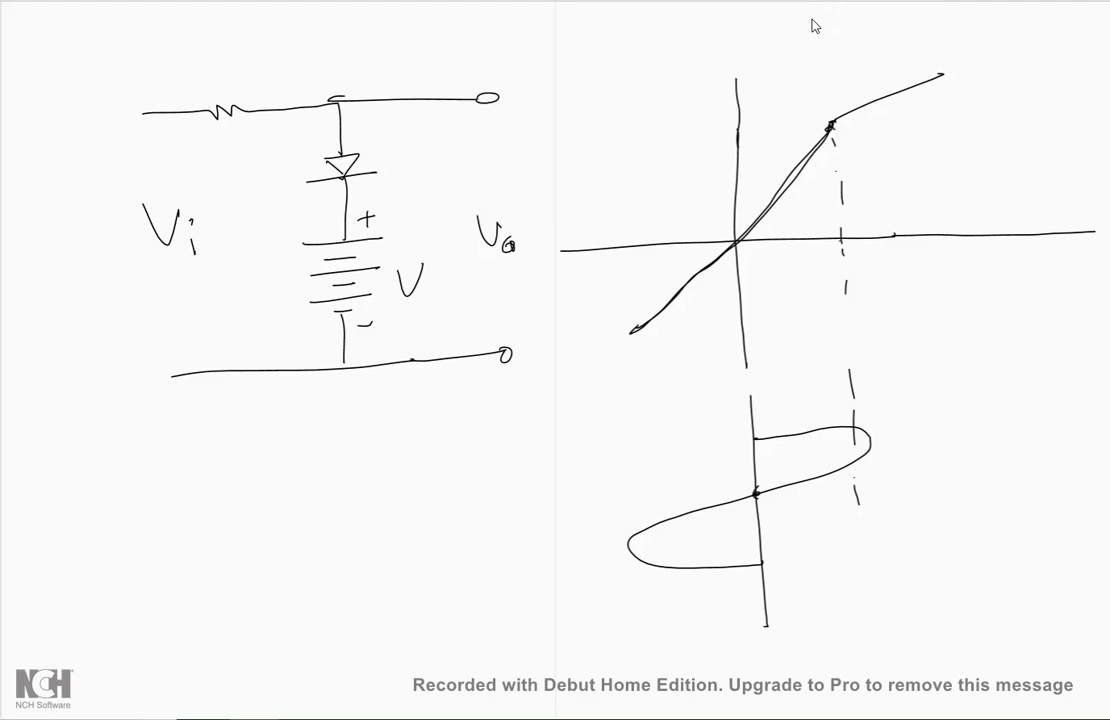 Vi
+
V
-
Vo
NCH
NCH Software
Recorded with Debut Home Edition. Upgrade to Pro to remove this message